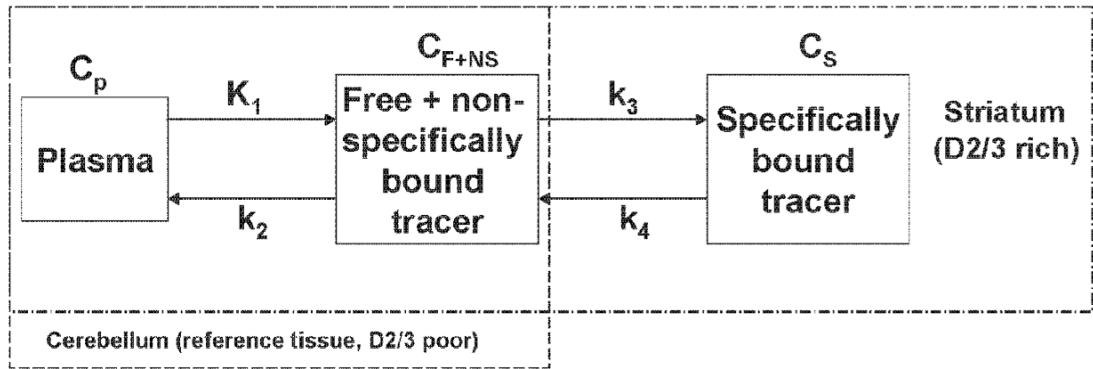 C_p
Plasma
K_1
k_2
C_{F+NS}
Free + non-
specifically
bound
tracer
k_3
k_4
C_S
Specifically
bound
tracer
Striatum
(D2/3 rich)
Cerebellum (reference tissue, D2/3 poor)